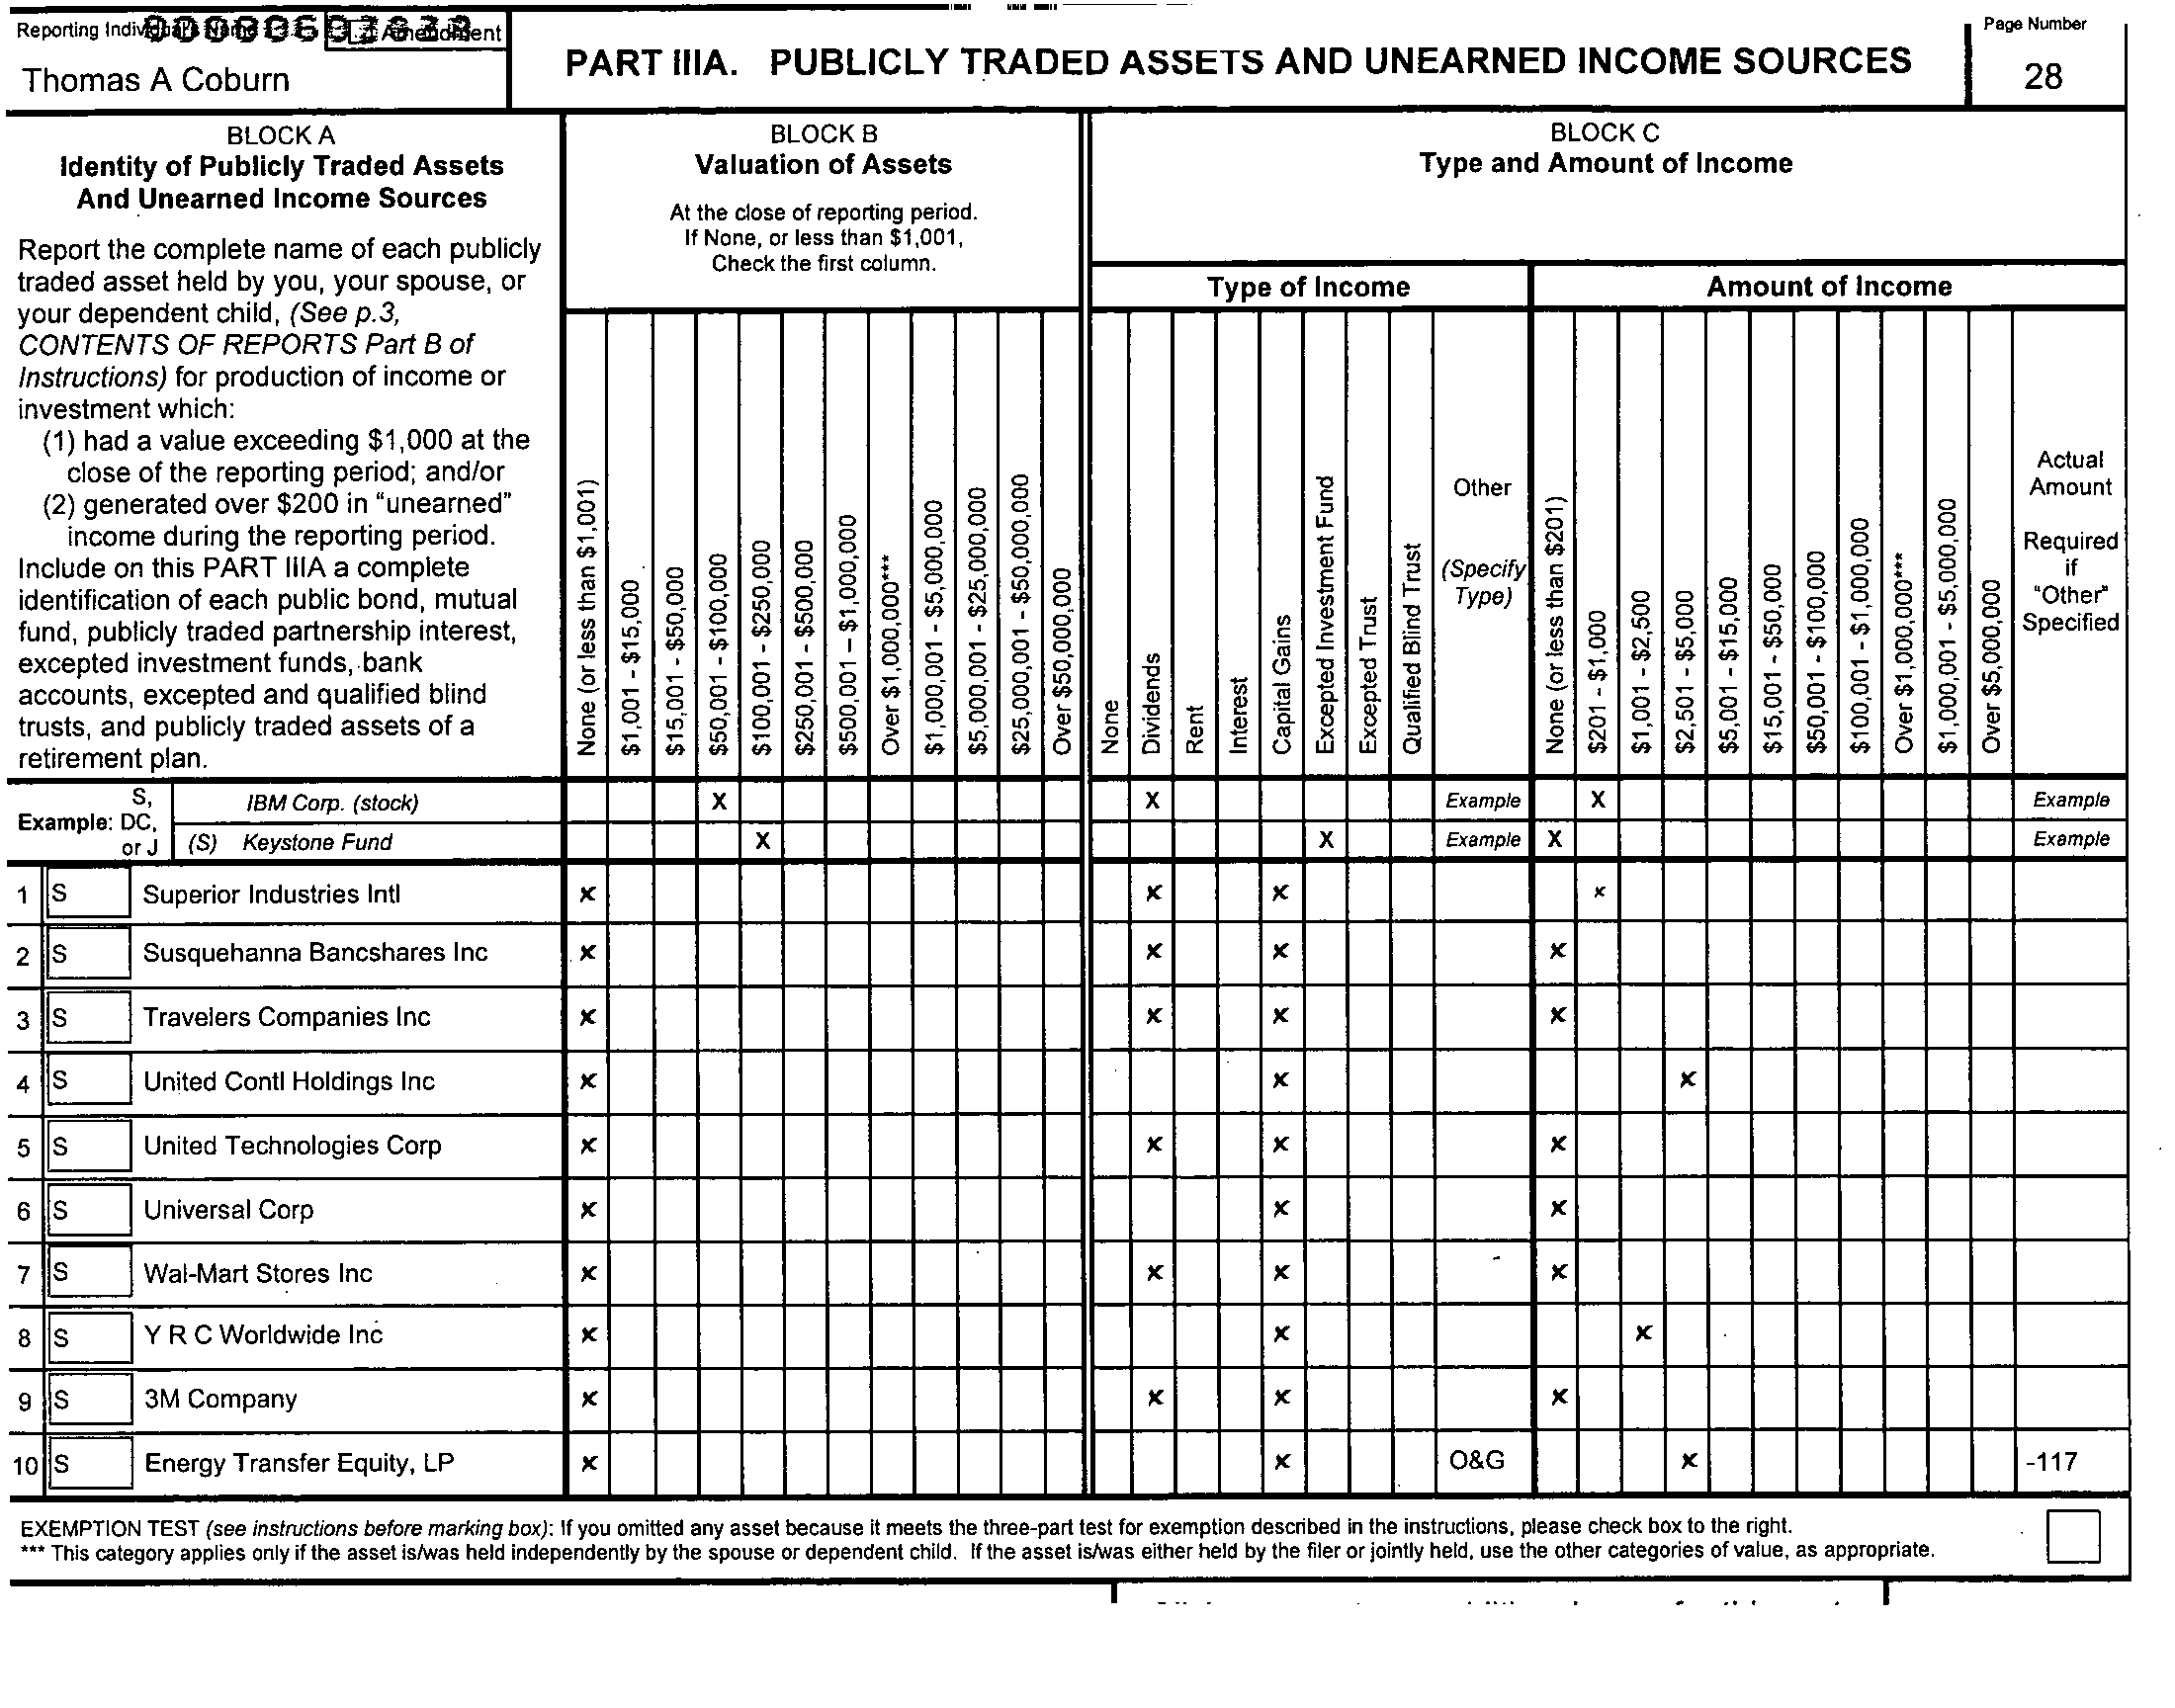 Reporting Individual's Name
Amendment
Thomas A Coburn
PART IIIA. PUBLICLY TRADED ASSETS AND UNEARNED INCOME SOURCES
Page Number
28
BLOCK A
Identity of Publicly Traded Assets
And Unearned Income Sources
Report the complete name of each publicly
traded asset held by you, your spouse, or
your dependent child, (See p.3,
CONTENTS OF REPORTS Part B of
Instructions) for production of income or
investment which:
(1) had a value exceeding $1,000 at the
close of the reporting period; and/or
(2) generated over $200 in "unearned"
income during the reporting period.
Include on this PART IIIA a complete
identification of each public bond, mutual
fund, publicly traded partnership interest,
excepted investment funds, bank
accounts, excepted and qualified blind
trusts, and publicly traded assets of a
retirement plan.
BLOCK B
Valuation of Assets
At the close of reporting period.
If None, or less than $1,001,
Check the first column.
None (or less than $1,001)
$1,001 - $15,000
$15,001 - $50,000
$50,001 - $100,000
$100,001 - $250,000
$250,001 - $500,000
$500,001 – $1,000,000
Over $1,000,000***
$1,000,001 - $5,000,000
$5,000,001 - $25,000,000
$25,000,001 - $50,000,000
Over $50,000,000
BLOCK C
Type and Amount of Income
Type of Income
None
Dividends
Rent
Interest
Capital Gains
Excepted Investment Fund
Excepted Trust
Qualified Blind Trust
Other
(Specify
Type)
Amount of Income
None (or less than $201)
$201 - $1,000
$1,001 - $2,500
$2,501 - $5,000
$5,001 - $15,000
$15,001 - $50,000
$50,001 - $100,000
$100,001 - $1,000,000
Over $1,000,000***
$1,000,001 - $5,000,000
Over $5,000,000
Actual
Amount
Required
if
"Other"
Specified
Example: S, DC, or J
IBM Corp. (stock) X X Example X Example
(S) Keystone Fund X X Example X Example
1 S Superior Industries Intl x x x x
2 S Susquehanna Bancshares Inc x x x x
3 S Travelers Companies Inc x x x x
4 S United Contl Holdings Inc x x x
5 S United Technologies Corp x x x x
6 S Universal Corp x x x
7 S Wal-Mart Stores Inc x x x x
8 S Y R C Worldwide Inc x x x
9 S 3M Company x x x x
10 S Energy Transfer Equity, LP x x O&G x -117
EXEMPTION TEST (see instructions before marking box): If you omitted any asset because it meets the three-part test for exemption described in the instructions, please check box to the right.
*** This category applies only if the asset is/was held independently by the spouse or dependent child. If the asset is/was either held by the filer or jointly held, use the other categories of value, as appropriate.